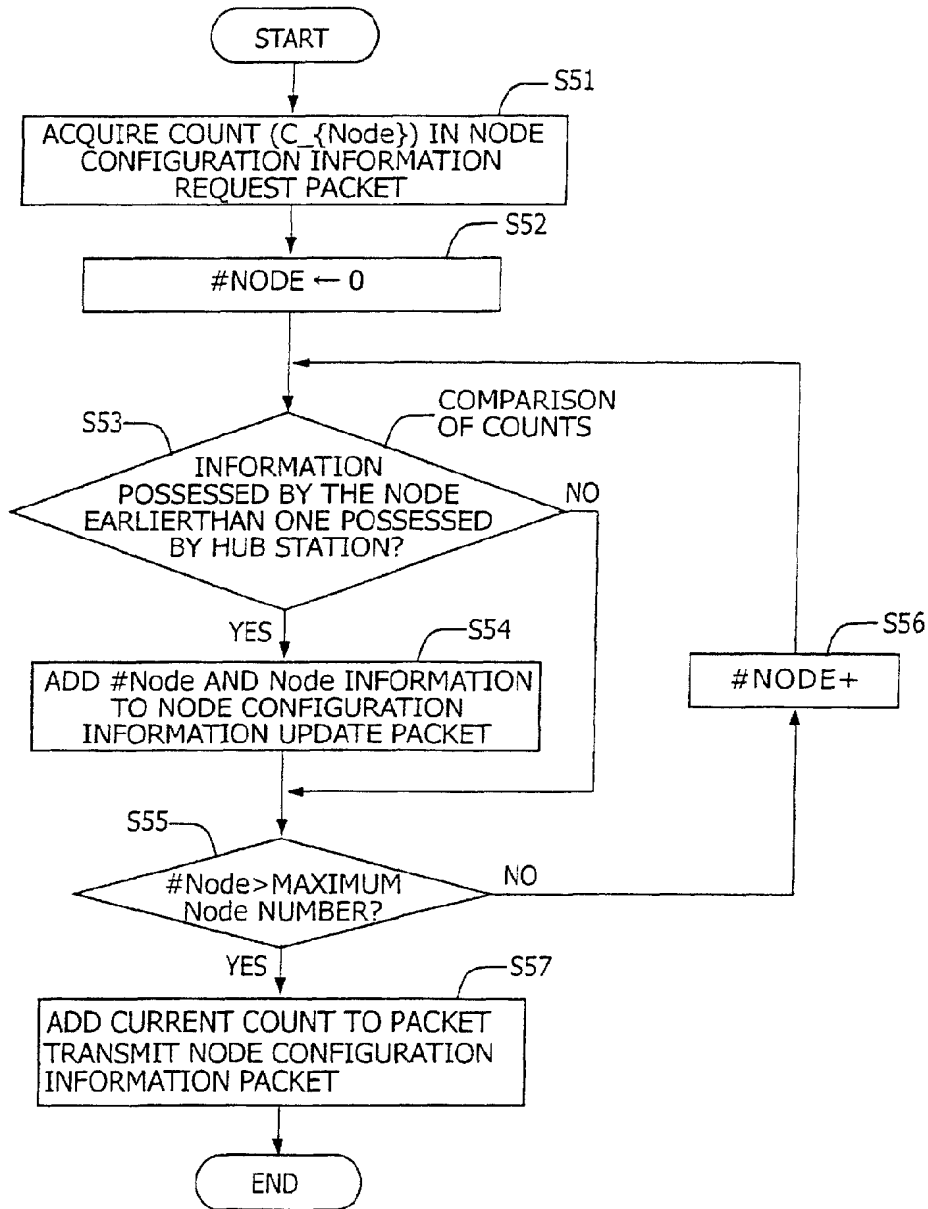 START
S51
ACQUIRE COUNT (C_{Node}) IN NODE
CONFIGURATION INFORMATION
REQUEST PACKET
S52
#NODE ← 0
S53
COMPARISON
OF COUNTS
INFORMATION
POSSESSED BY THE NODE
EARLIERTHAN ONE POSSESSED
BY HUB STATION?
NO
YES
S54
ADD #Node AND Node INFORMATION
TO NODE CONFIGURATION
INFORMATION UPDATE PACKET
S56
#NODE+
S55
#Node>MAXIMUM
Node NUMBER?
NO
YES
S57
ADD CURRENT COUNT TO PACKET
TRANSMIT NODE CONFIGURATION
INFORMATION PACKET
END